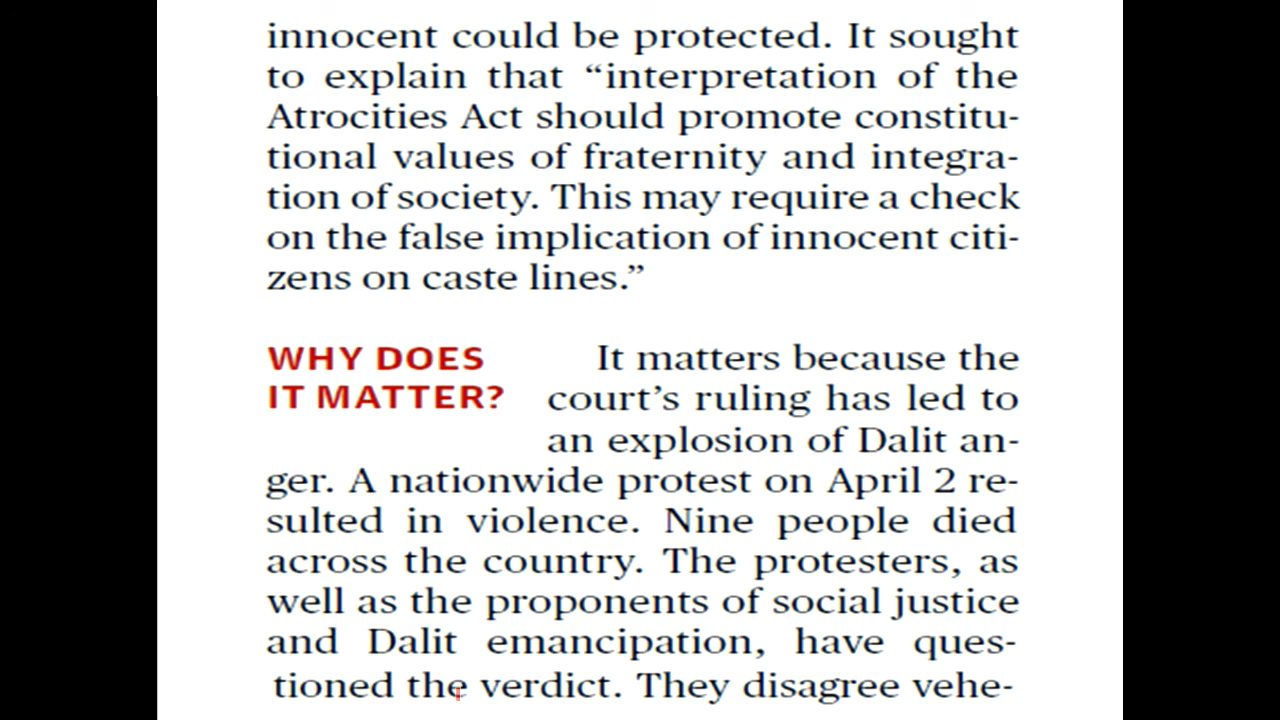 innocent could be protected. It sought
to explain that “interpretation of the
Atrocities Act should promote constitu-
tional values of fraternity and integra-
tion of society. This may require a check
on the false implication of innocent citi-
zens on caste lines.”
WHY DOES
IT MATTER?
It matters because the
court’s ruling has led to
an explosion of Dalit an-
ger. A nationwide protest on April 2 re-
sulted in violence. Nine people died
across the country. The protesters, as
well as the proponents of social justice
and Dalit emancipation, have ques-
tioned the verdict. They disagree vehe-